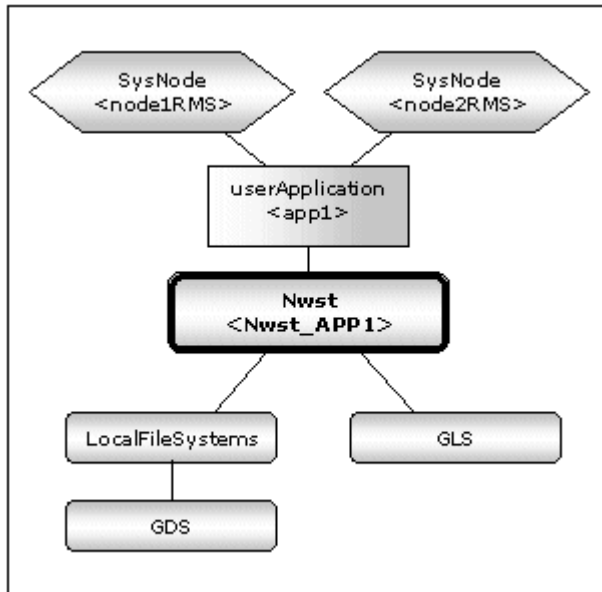 SysNode
<node1RMS>
SysNode
<node2RMS>
userApplication
<app1>
Nwst
<Nwst_APP1>
LocalFileSystems
GLS
GDS